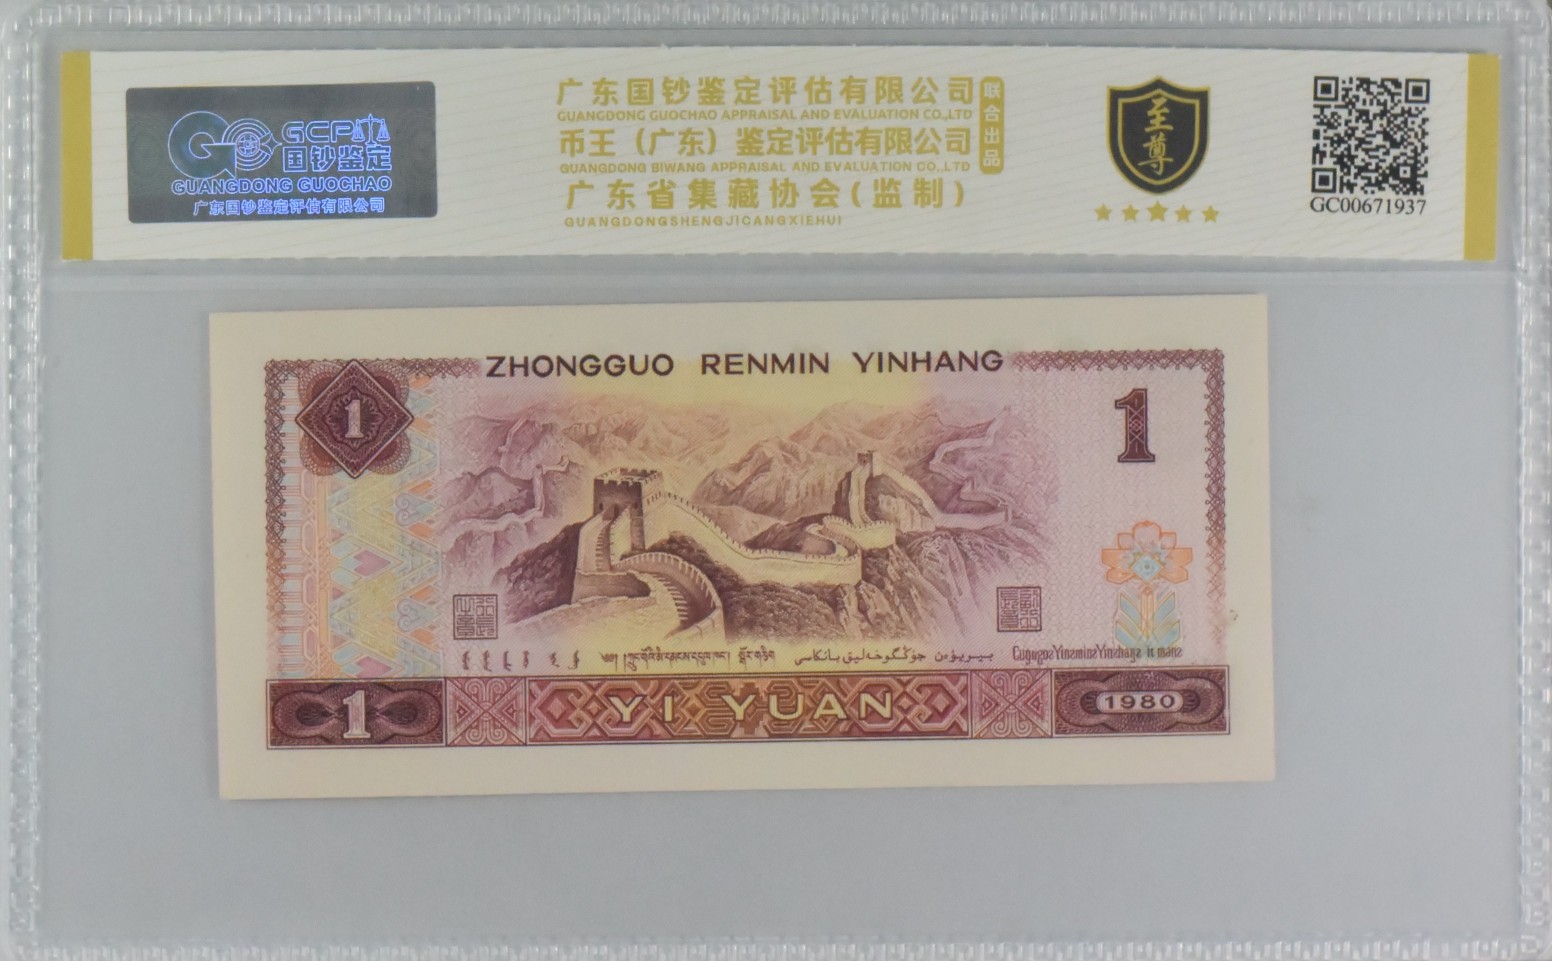 GCP
国钞鉴定
GUANGDONG GUOCHAO
广东国钞鉴定评估有限公司
广东国钞鉴定评估有限公司
GUANGDONG GUOCHAO APPRAISAL AND EVALUATION CO.,LTD
币王（广东）鉴定评估有限公司
GUANGDONG BIWANG APPRAISAL AND EVALUATION CO.,LTD
联合出品
广东省集藏协会(监制)
GUANGDONGSHENGJICANGXIEHUI
至尊
GC00671937
ZHONGGUO RENMIN YINHANG
1
1
1
YI YUAN
1980